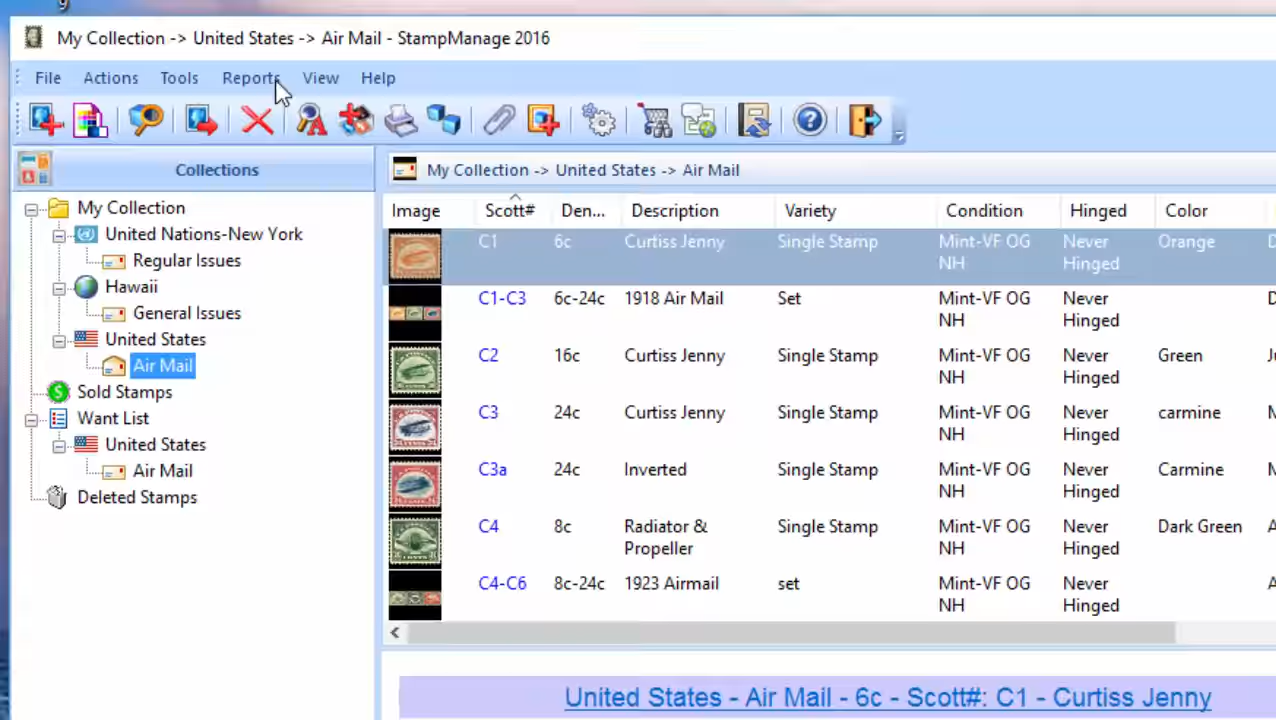 My Collection -> United States -> Air Mail - StampManage 2016
File Actions Tools Reports View Help
Collections
My Collection -> United States -> Air Mail
My Collection
United Nations-New York
Regular Issues
Hawaii
General Issues
United States
Air Mail
Sold Stamps
Want List
United States
Air Mail
Deleted Stamps
Image Scott# Den... Description Variety Condition Hinged Color
C1 6c Curtiss Jenny Single Stamp Mint-VF OG Never Orange
NH Hinged
C1-C3 6c-24c 1918 Air Mail Set Mint-VF OG Never
NH Hinged
C2 16c Curtiss Jenny Single Stamp Mint-VF OG Never Green
NH Hinged
C3 24c Curtiss Jenny Single Stamp Mint-VF OG Never carmine
NH Hinged
C3a 24c Inverted Single Stamp Mint-VF OG Never Carmine
NH Hinged
C4 8c Radiator & Single Stamp Mint-VF OG Never Dark Green
Propeller NH Hinged
C4-C6 8c-24c 1923 Airmail set Mint-VF OG Never
NH Hinged
United States - Air Mail - 6c - Scott#: C1 - Curtiss Jenny